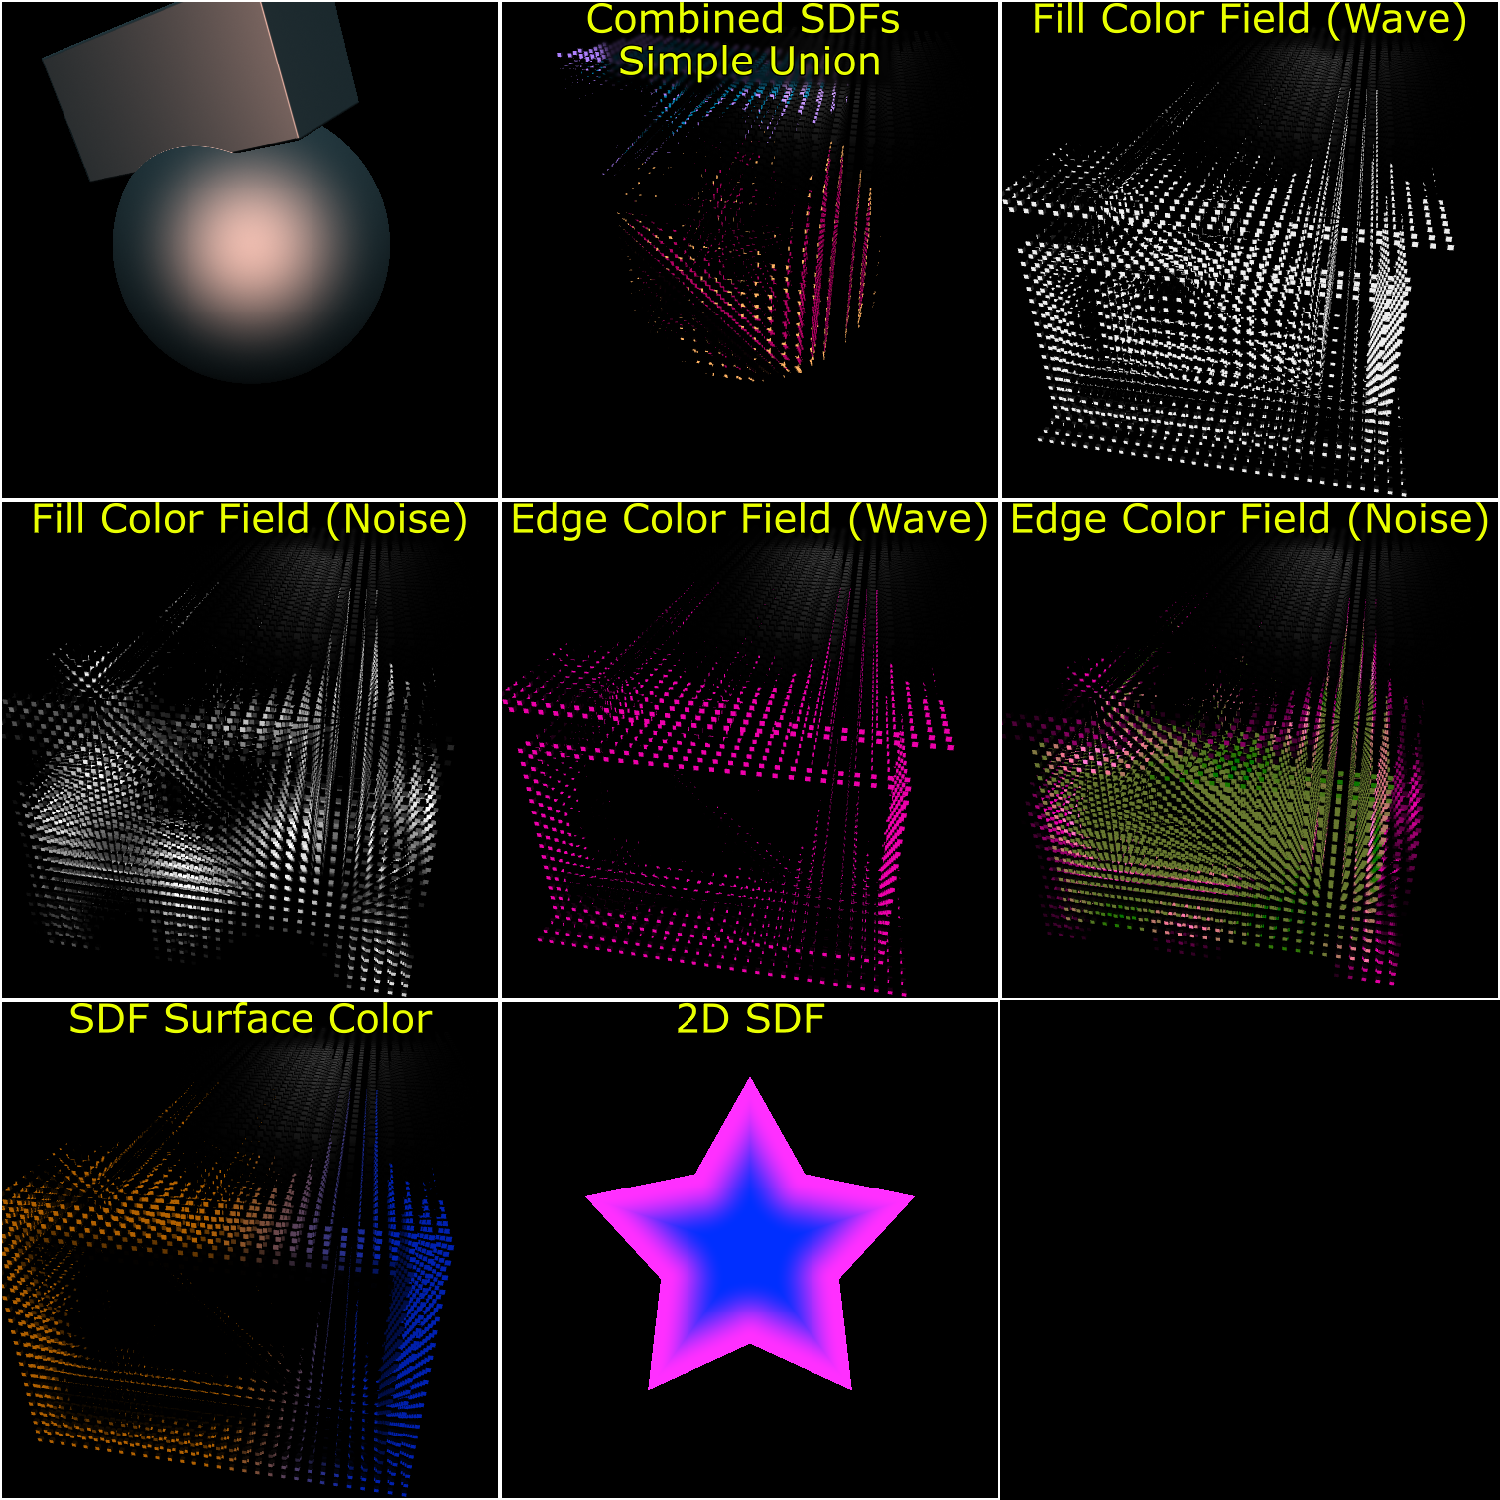 Combined SDFs
Simple Union
Fill Color Field (Wave)
Fill Color Field (Noise)
Edge Color Field (Wave)
Edge Color Field (Noise)
SDF Surface Color
2D SDF